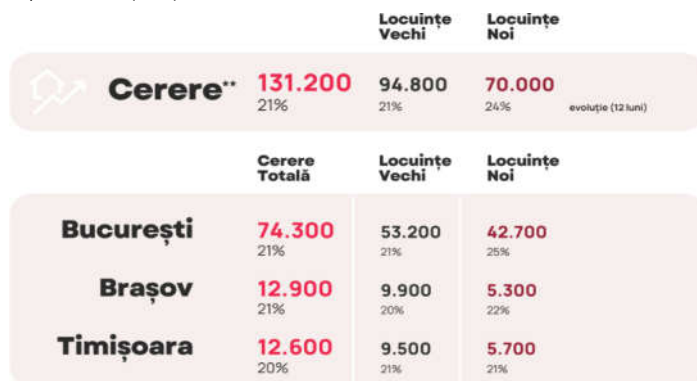 Locuințe Vechi Locuințe Noi
Cerere** 131.200 94.800 70.000
21% 21% 24% evoluție (12 luni)
Cerere Totală Locuințe Vechi Locuințe Noi
București 74.300 53.200 42.700
21% 21% 25%
Brașov 12.900 9.900 5.300
21% 20% 22%
Timișoara 12.600 9.500 5.700
20% 21% 21%